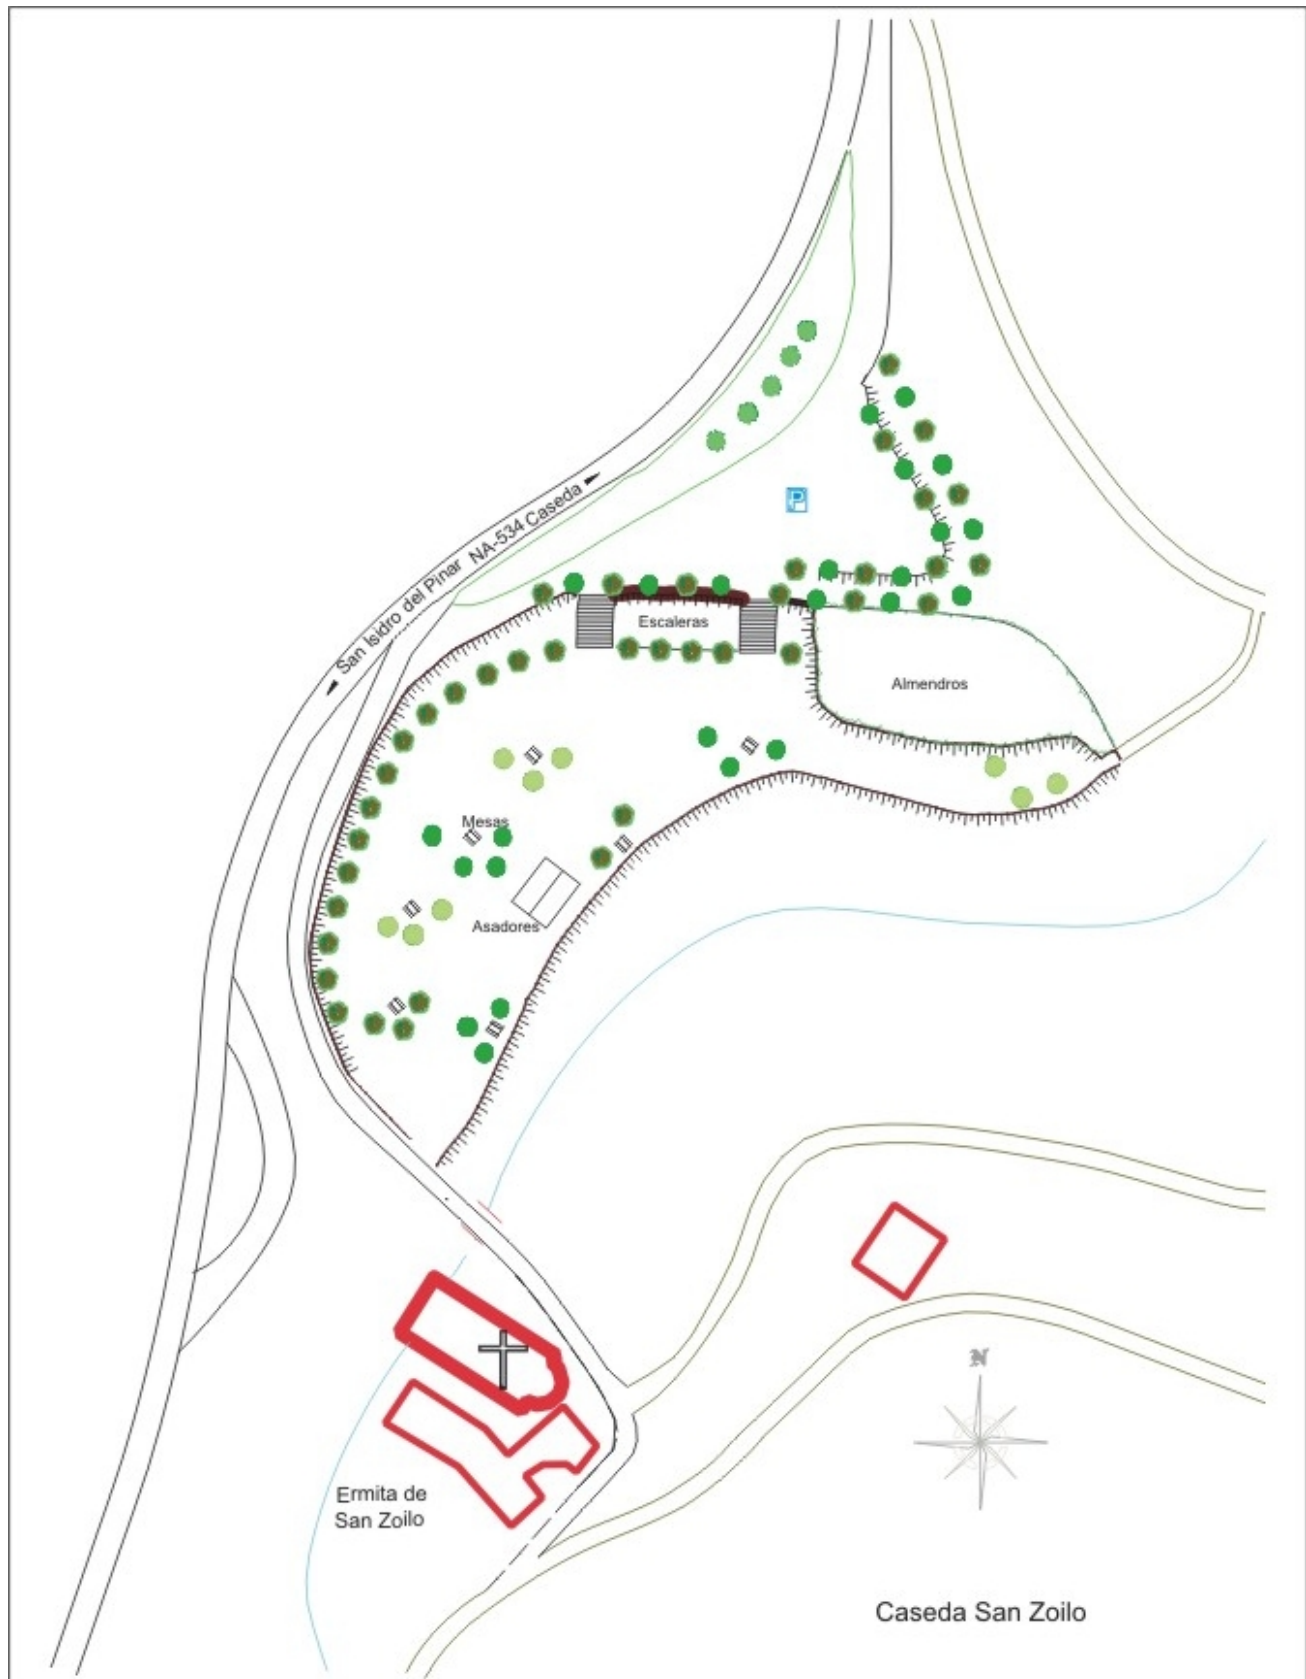 San Isidro del Pinar NA-534 Caseda
P
Escaleras
Almendros
Mesas
Asadores
N
Ermita de
San Zoilo
Caseda San Zoilo